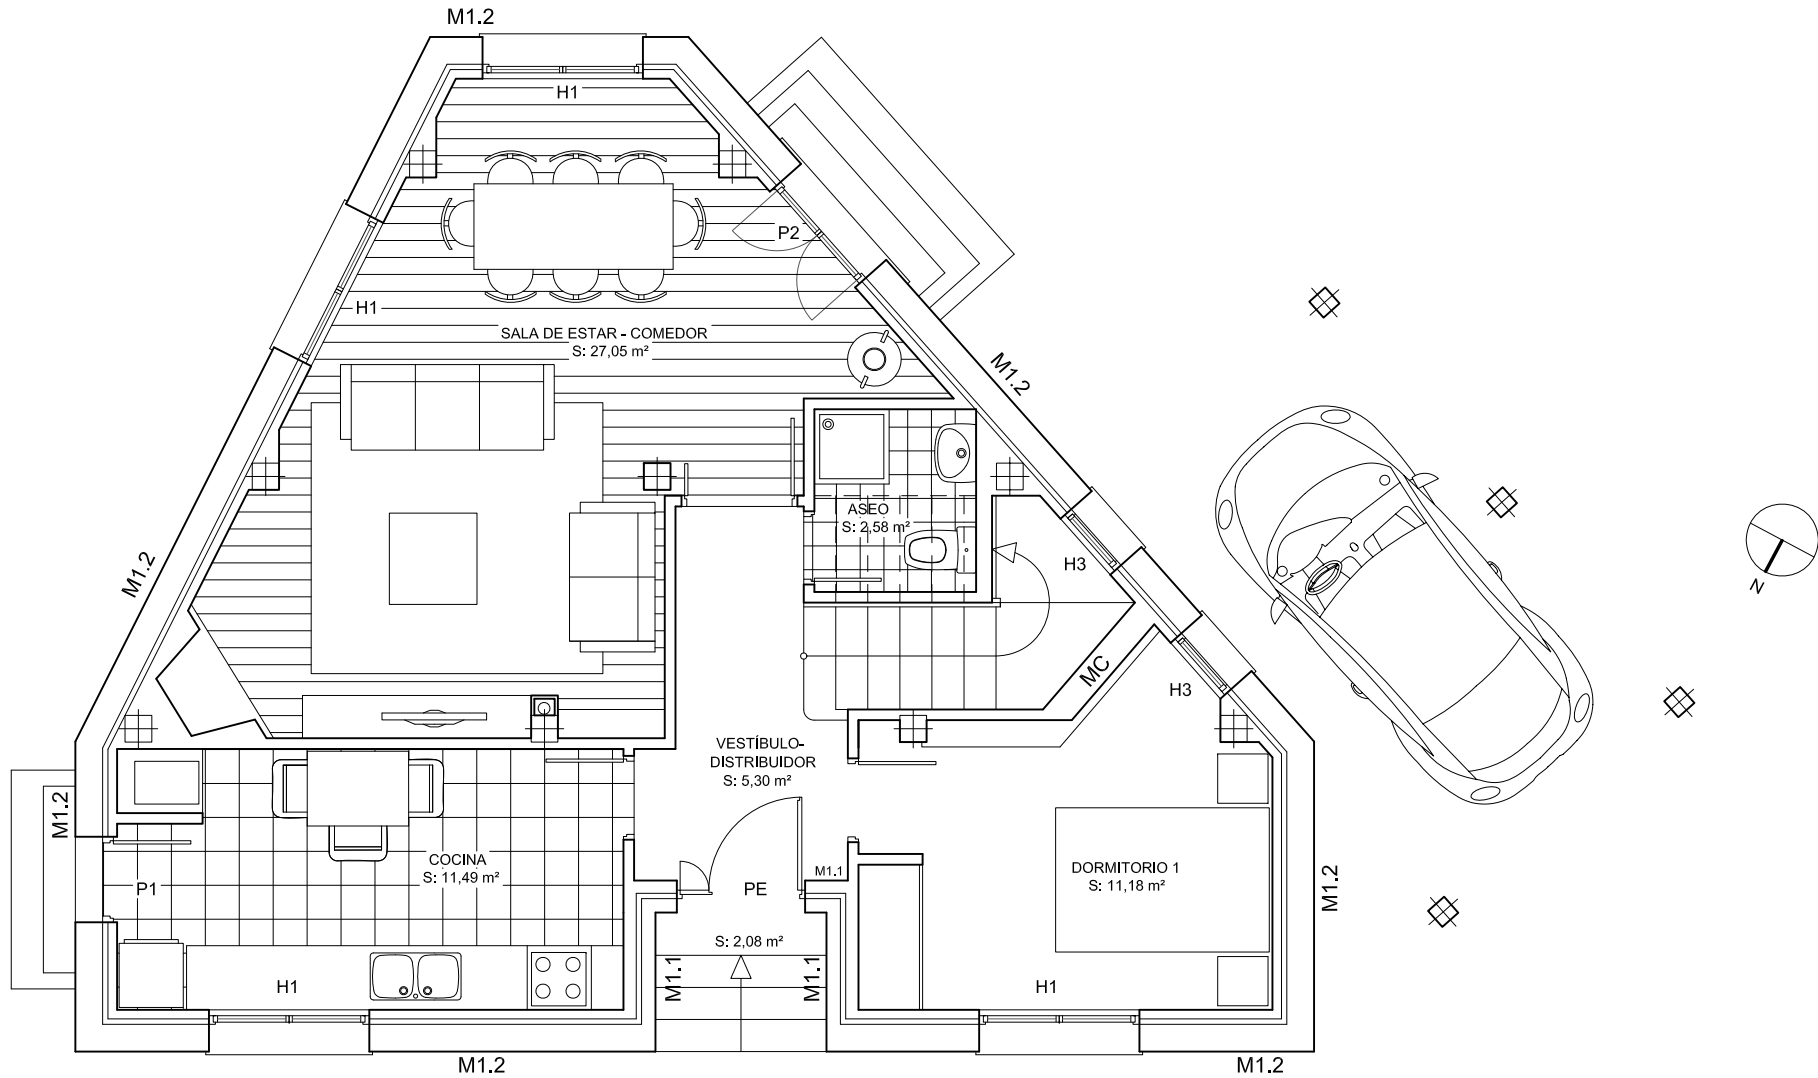 M1.2
H1
P2
H1
SALA DE ESTAR - COMEDOR
S: 27,05 m²
M1.2
M1.2
ASEO
S: 2,58 m²
H3
N
MC
H3
VESTÍBULO-
DISTRIBUIDOR
S: 5,30 m²
M1.2
COCINA
S: 11,49 m²
P1
M1.1
PE
DORMITORIO 1
S: 11,18 m²
M1.2
S: 2,08 m²
M1.1
M1.1
H1
H1
M1.2
M1.2